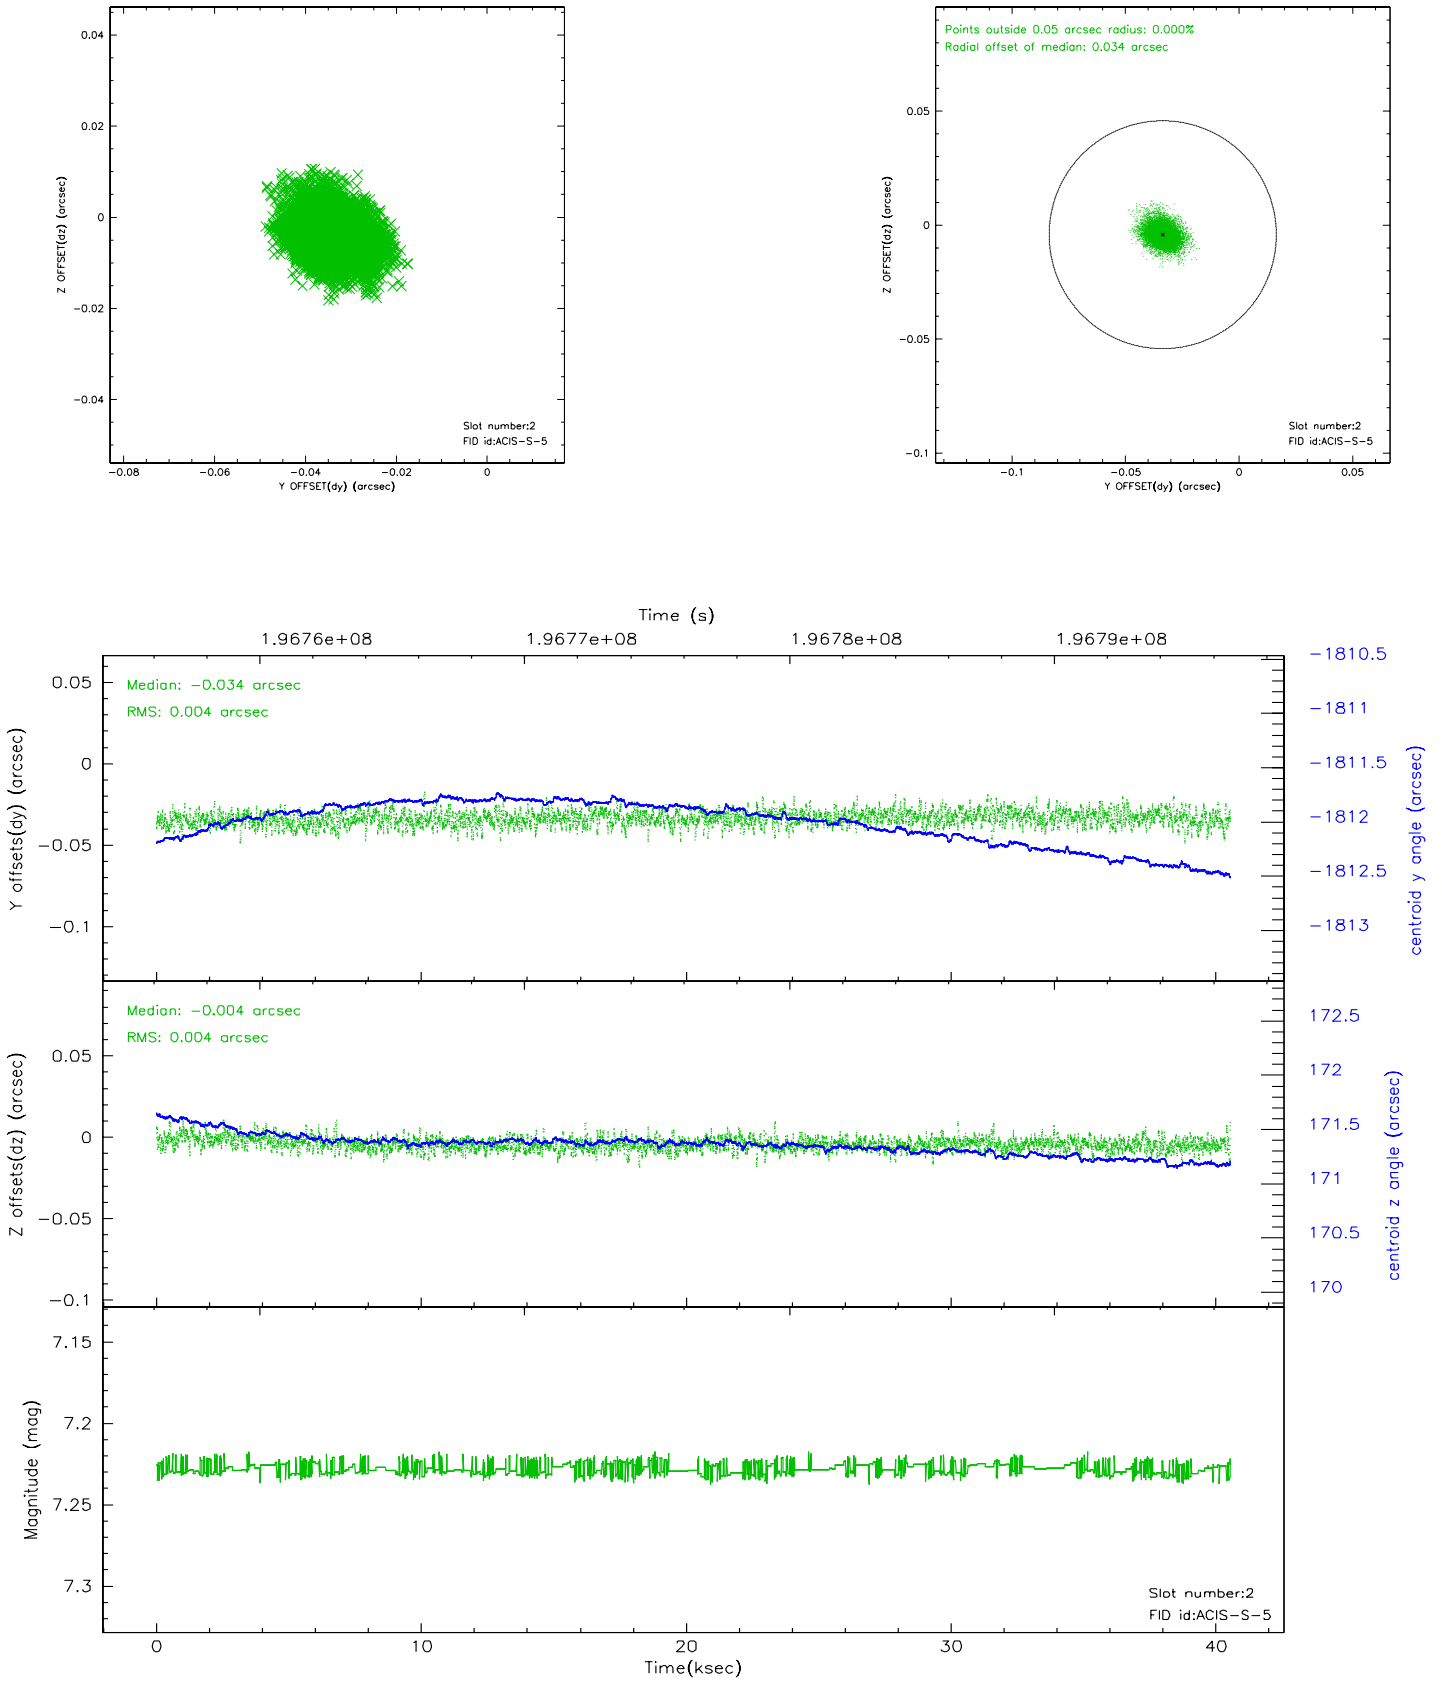 0.04
0.02
0
-0.02
-0.04
Z OFFSET(dz) (arcsec)
Slot number:2
FID id:ACIS-S-5
-0.08 -0.06 -0.04 -0.02 0
Y OFFSET(dy) (arcsec)
Points outside 0.05 arcsec radius: 0.000%
Radial offset of median: 0.034 arcsec
0.05
0
-0.05
-0.1
Z OFFSET(dz) (arcsec)
Slot number:2
FID id:ACIS-S-5
-0.1 -0.05 0 0.05
Y OFFSET(dy) (arcsec)
Time (s)
1.9676e+08 1.9677e+08 1.9678e+08 1.9679e+08
Median: -0.034 arcsec
RMS: 0.004 arcsec
0.05
0
-0.05
-0.1
Y offsets(dy) (arcsec)
-1810.5
-1811
-1811.5
-1812
-1812.5
-1813
centroid y angle (arcsec)
Median: -0.004 arcsec
RMS: 0.004 arcsec
0.05
0
-0.05
-0.1
Z offsets(dz) (arcsec)
172.5
172
171.5
171
170.5
170
centroid z angle (arcsec)
7.15
7.2
7.25
7.3
Magnitude (mag)
Slot number:2
FID id:ACIS-S-5
0 10 20 30 40
Time(ksec)